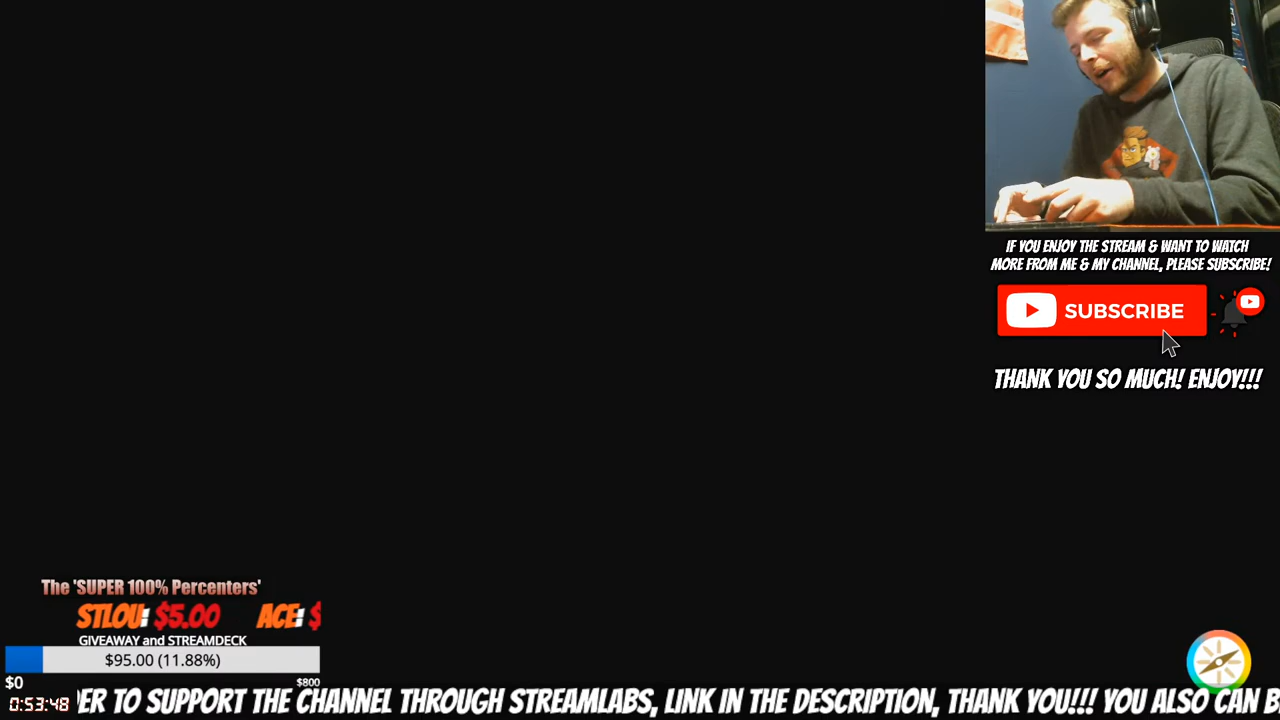 IF YOU ENJOY THE STREAM & WANT TO WATCH
MORE FROM ME & MY CHANNEL, PLEASE SUBSCRIBE!
SUBSCRIBE
THANK YOU SO MUCH! ENJOY!!!
The 'SUPER 100% Percenters'
STLOU: $5.00 ACE: $
GIVEAWAY and STREAMDECK
$95.00 (11.88%)
$0 $800
0:53:48
ER TO SUPPORT THE CHANNEL THROUGH STREAMLABS, LINK IN THE DESCRIPTION, THANK YOU!!! YOU ALSO CAN B